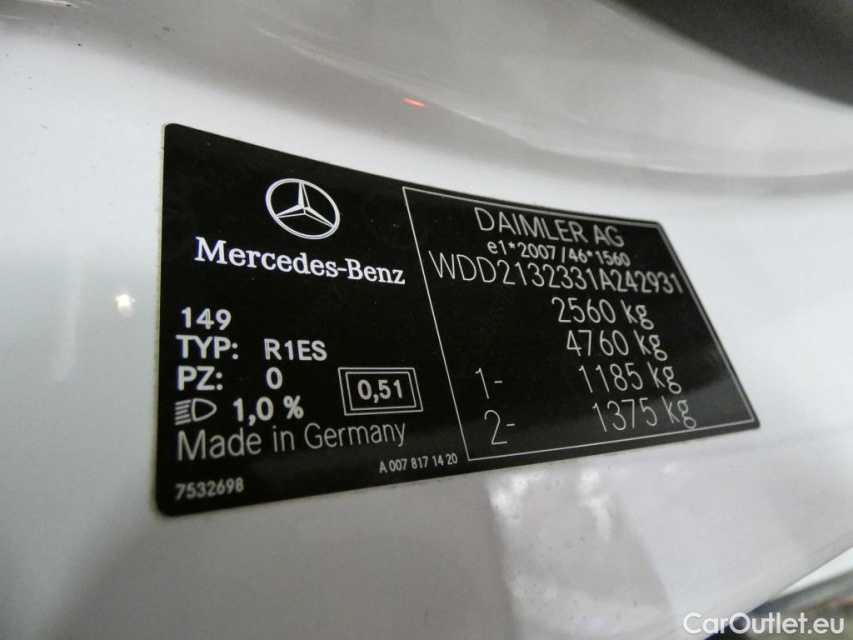 Mercedes-Benz
149
TYP: R1ES
PZ: 0
0,51
1,0 %
Made in Germany
A 007 817 14 20
7532698
DAIMLER AG
e1*2007/46*1560
WDD2132331A242931
2560 kg
4760 kg
1- 1185 kg
2- 1375 kg
CarOutlet.eu